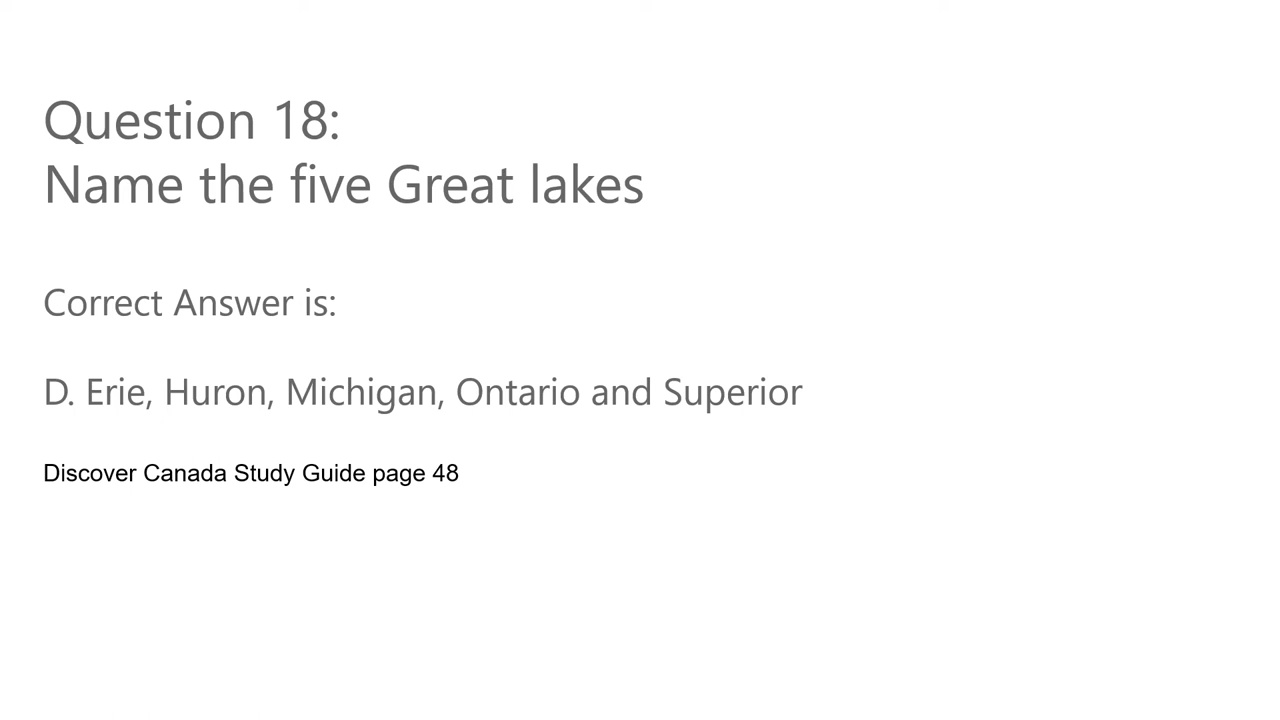 Question 18:
Name the five Great lakes
Correct Answer is:
D. Erie, Huron, Michigan, Ontario and Superior
Discover Canada Study Guide page 48